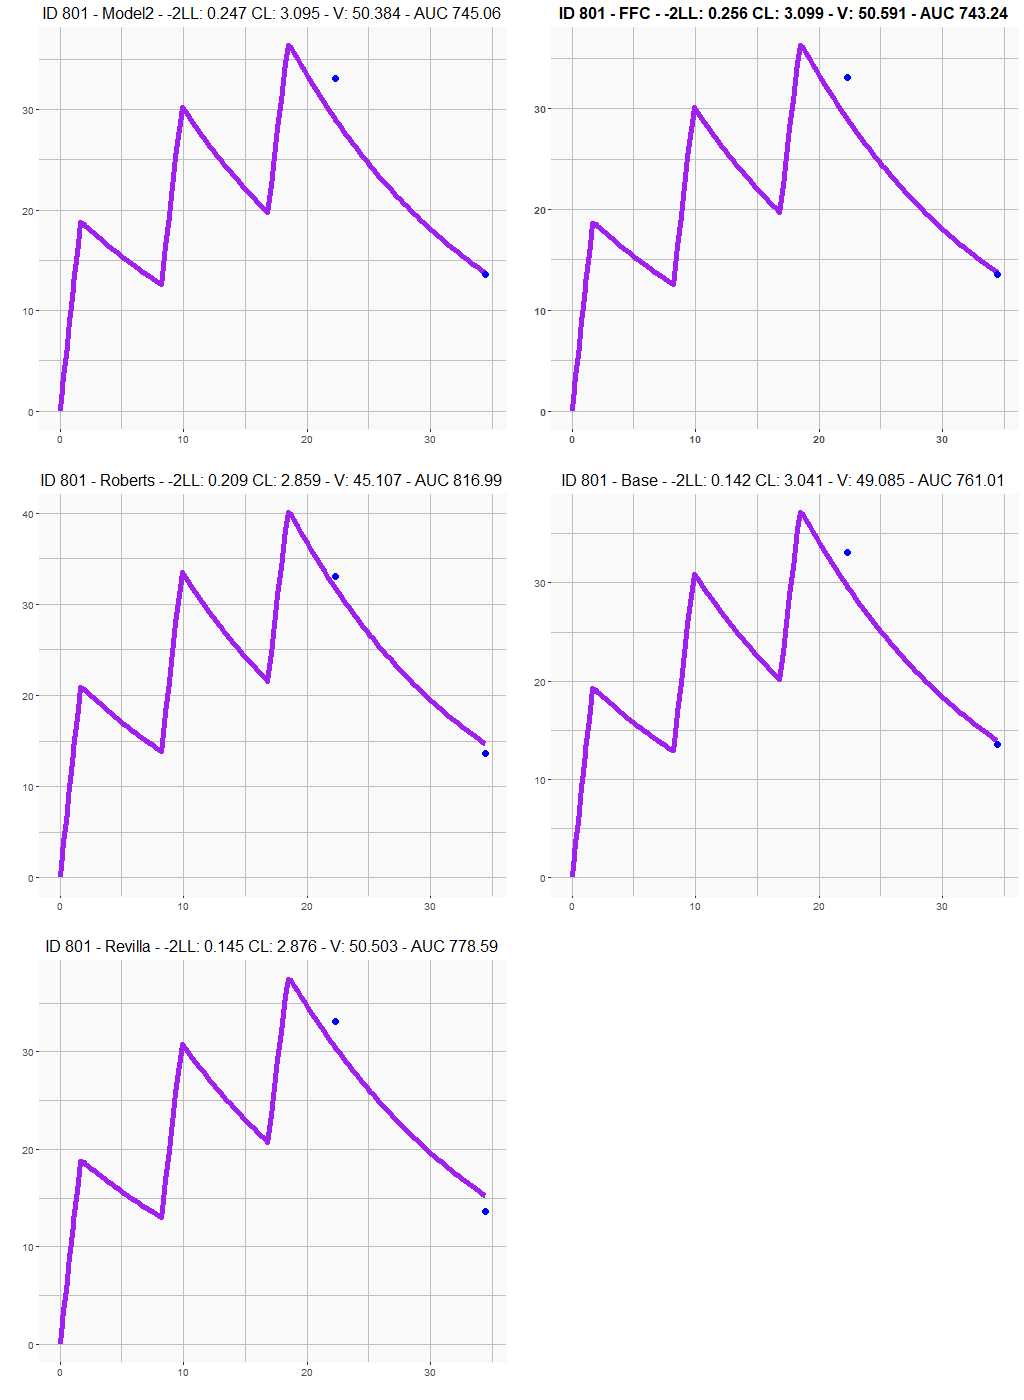 ID 801 - Model2 - -2LL: 0.247 CL: 3.095 - V: 50.384 - AUC 745.06
30
20
10
0
0 10 20 30
ID 801 - FFC - -2LL: 0.256 CL: 3.099 - V: 50.591 - AUC 743.24
30
20
10
0
0 10 20 30
ID 801 - Roberts - -2LL: 0.209 CL: 2.859 - V: 45.107 - AUC 816.99
40
30
20
10
0
0 10 20 30
ID 801 - Base - -2LL: 0.142 CL: 3.041 - V: 49.085 - AUC 761.01
30
20
10
0
0 10 20 30
ID 801 - Revilla - -2LL: 0.145 CL: 2.876 - V: 50.503 - AUC 778.59
30
20
10
0
0 10 20 30